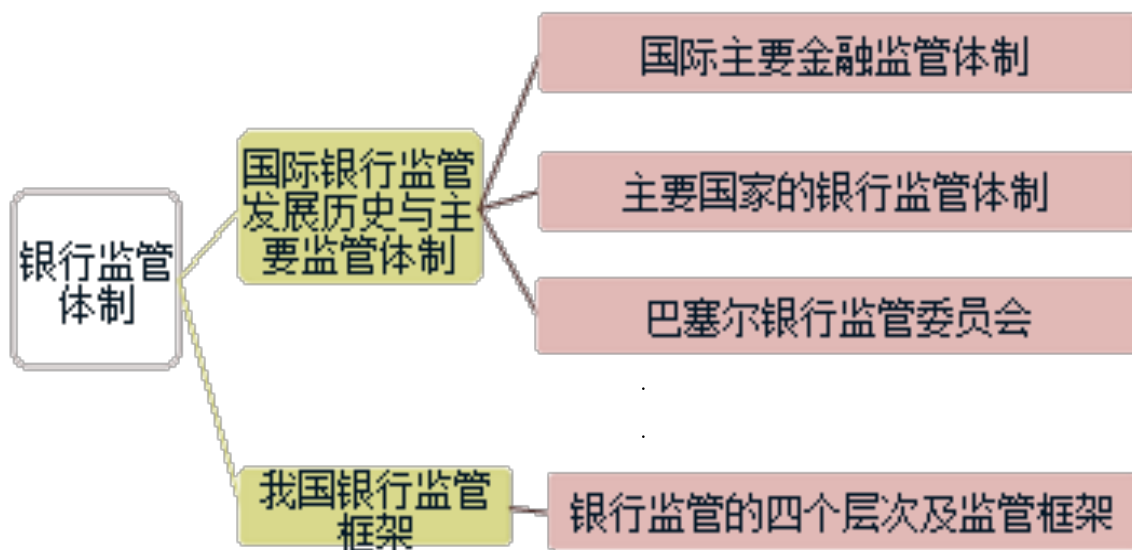 银行监管
体制
国际银行监管
发展历史与主
要监管体制
国际主要金融监管体制
主要国家的银行监管体制
巴塞尔银行监管委员会
我国银行监管
框架
银行监管的四个层次及监管框架